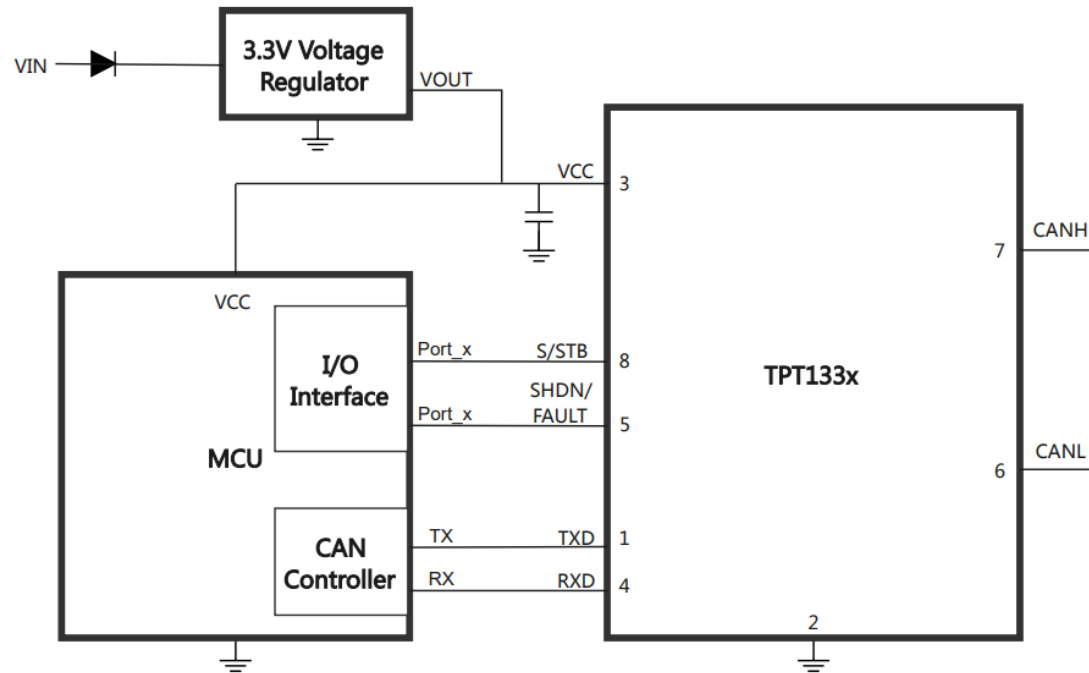 VIN
3.3V Voltage
Regulator
VOUT
VCC
3
7
CANH
VCC
I/O
Interface
Port_x
S/STB
8
TPT133x
SHDN/
Port_x
FAULT
5
MCU
6
CANL
CAN
Controller
TX
TXD
1
RX
RXD
4
2